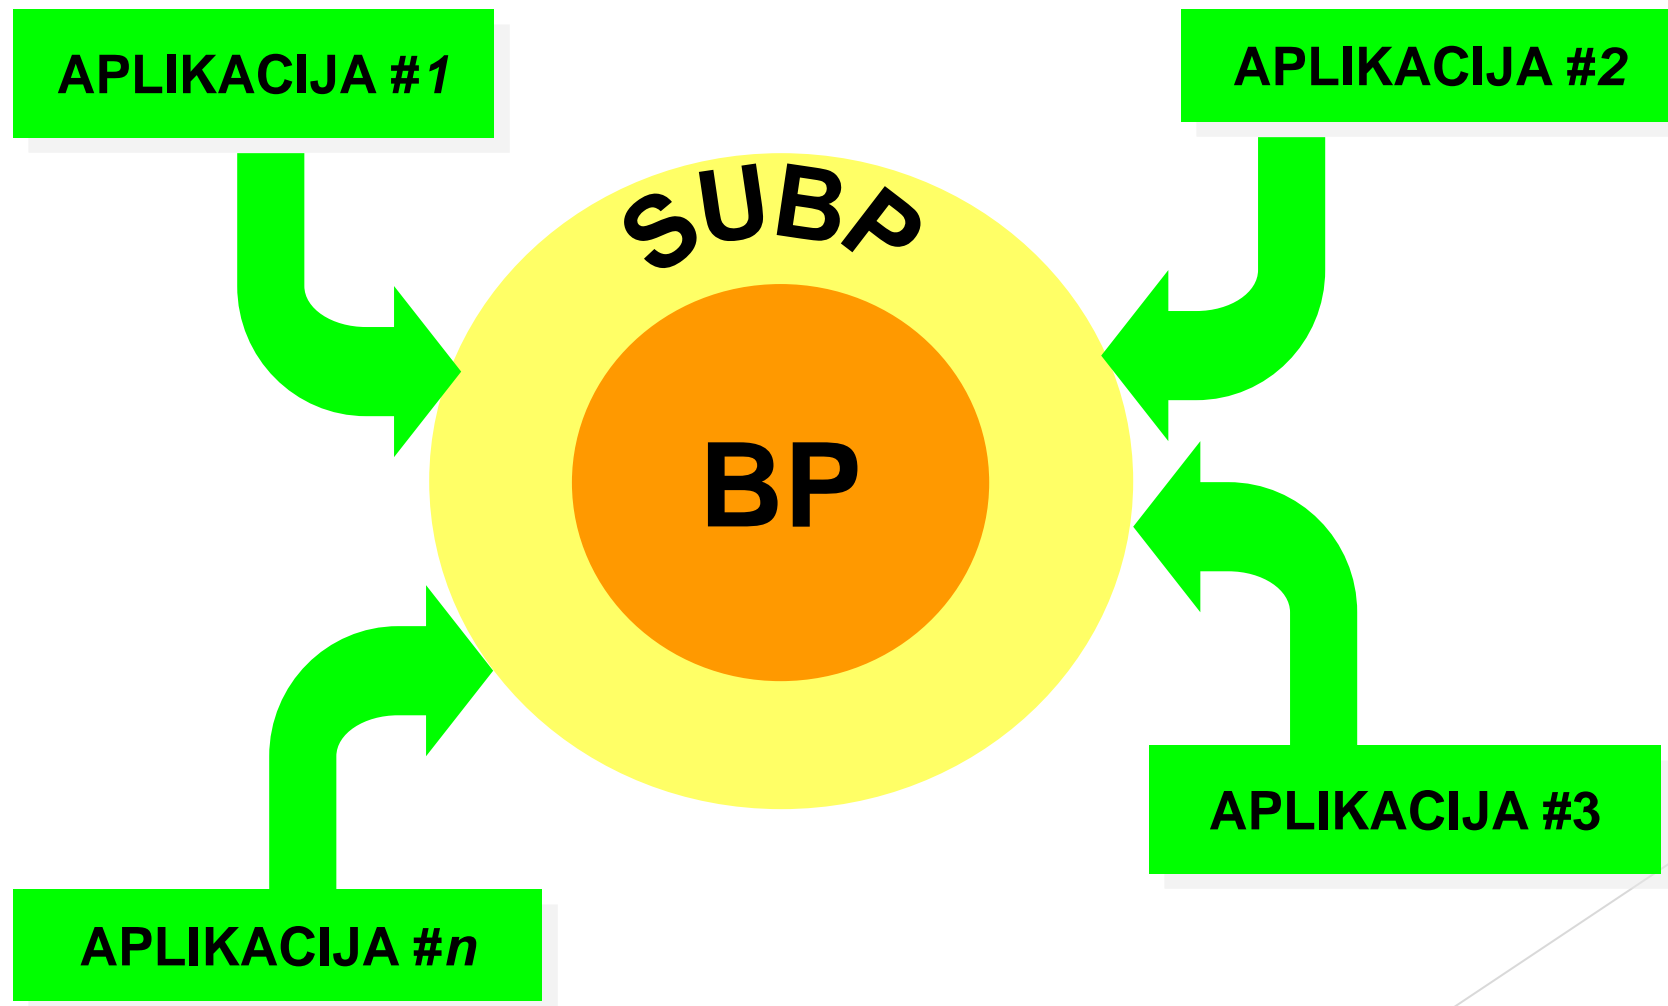 APLIKACIJA #1
APLIKACIJA #2
SUBP
BP
APLIKACIJA #3
APLIKACIJA #n